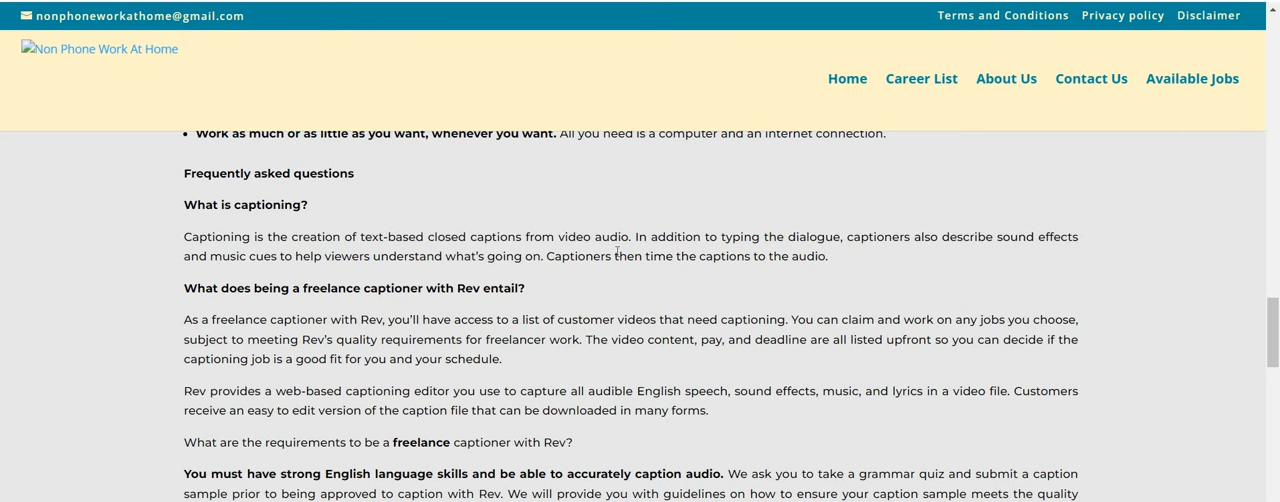 nonphoneworkathome@gmail.com
Terms and Conditions Privacy policy Disclaimer
Non Phone Work At Home
Home Career List About Us Contact Us Available Jobs
Work as much or as little as you want, whenever you want. All you need is a computer and an internet connection.
Frequently asked questions
What is captioning?
Captioning is the creation of text-based closed captions from video audio. In addition to typing the dialogue, captioners also describe sound effects
and music cues to help viewers understand what’s going on. Captioners then time the captions to the audio.
What does being a freelance captioner with Rev entail?
As a freelance captioner with Rev, you’ll have access to a list of customer videos that need captioning. You can claim and work on any jobs you choose,
subject to meeting Rev’s quality requirements for freelancer work. The video content, pay, and deadline are all listed upfront so you can decide if the
captioning job is a good fit for you and your schedule.
Rev provides a web-based captioning editor you use to capture all audible English speech, sound effects, music, and lyrics in a video file. Customers
receive an easy to edit version of the caption file that can be downloaded in many forms.
What are the requirements to be a freelance captioner with Rev?
You must have strong English language skills and be able to accurately caption audio. We ask you to take a grammar quiz and submit a caption
sample prior to being approved to caption with Rev. We will provide you with guidelines on how to ensure your caption sample meets the quality